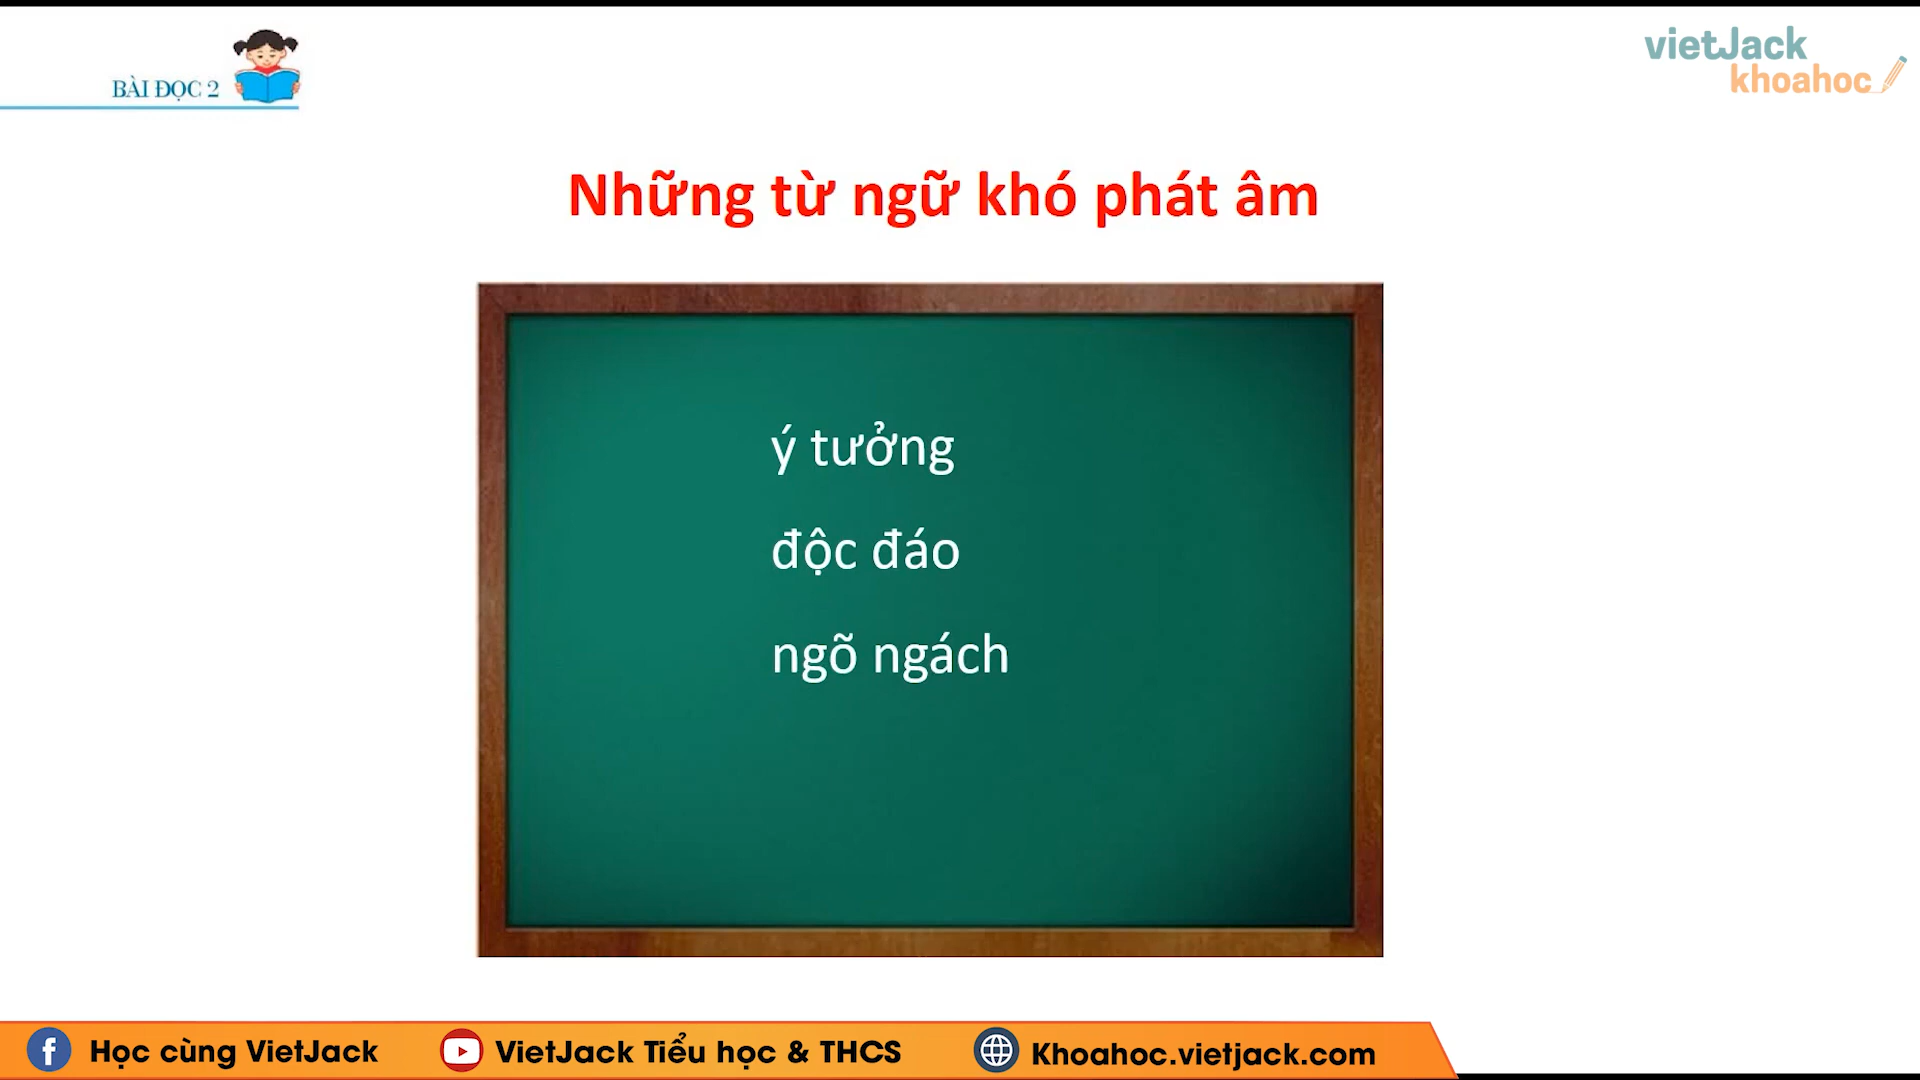 BÀI ĐỌC 2
vietJack
khoahoc
Những từ ngữ khó phát âm
ý tưởng
độc đáo
ngõ ngách
Học cùng VietJack
VietJack Tiểu học & THCS
Khoahoc.vietjack.com